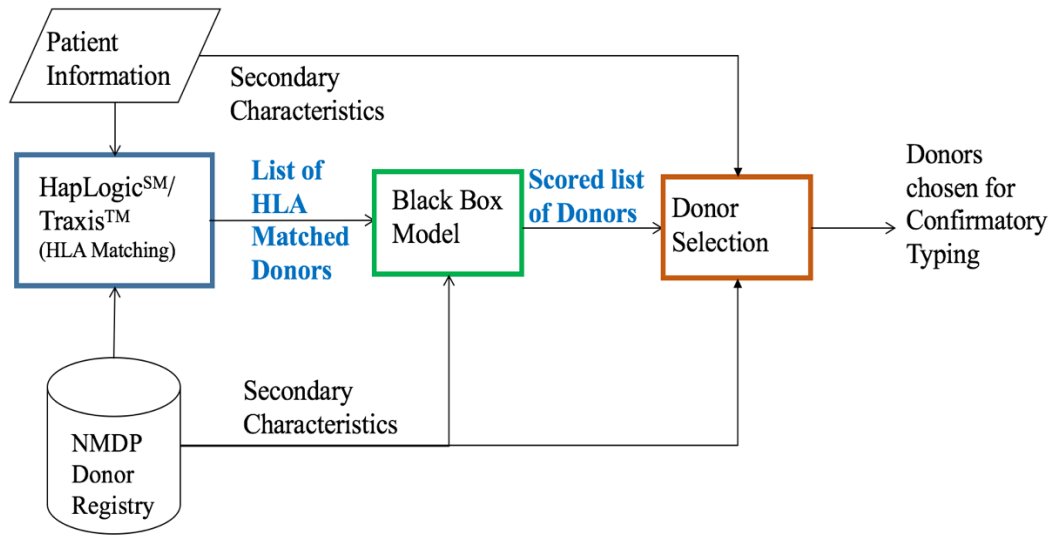 Patient
Information
Secondary
Characteristics
HapLogicSM/
TraxisTM
(HLA Matching)
List of
HLA
Matched
Donors
Black Box
Model
Scored list
of Donors
Donor
Selection
Donors
chosen for
Confirmatory
Typing
Secondary
Characteristics
NMDP
Donor
Registry